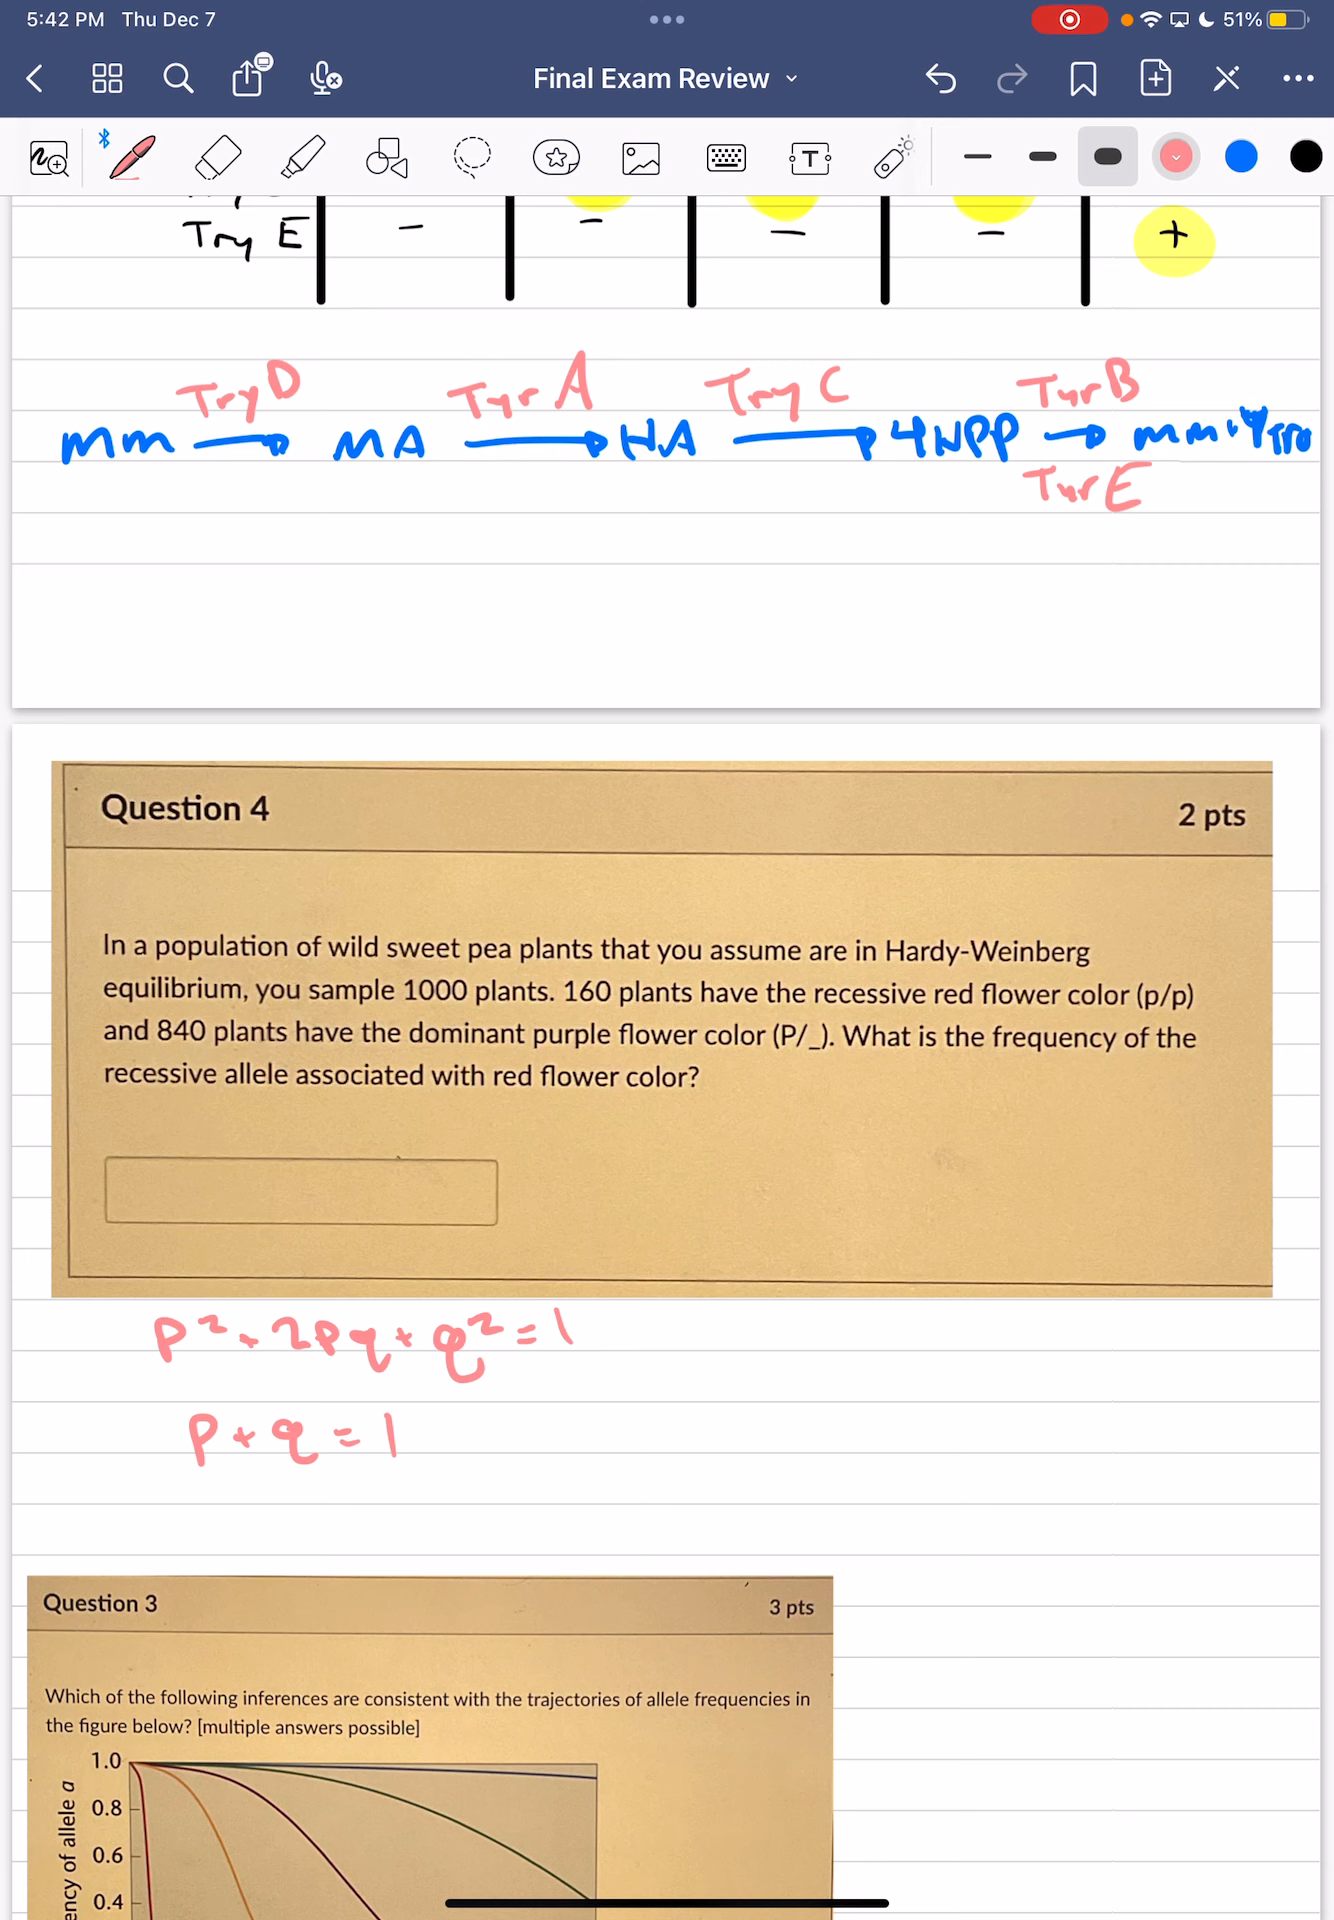 5:42 PM Thu Dec 7
51%
Final Exam Review
T
Try E - - - - +
Try D Tyr A Try C Tyr B
mm → MA → HA → 4HPP →
Tyr E
Question 4 2 pts
In a population of wild sweet pea plants that you assume are in Hardy-Weinberg
equilibrium, you sample 1000 plants. 160 plants have the recessive red flower color (p/p)
and 840 plants have the dominant purple flower color (P/_). What is the frequency of the
recessive allele associated with red flower color?
p² + 2pq + q² = 1
p + q = 1
Question 3 3 pts
Which of the following inferences are consistent with the trajectories of allele frequencies in
the figure below? [multiple answers possible]
1.0
0.8
0.6
0.4
ency of allele a